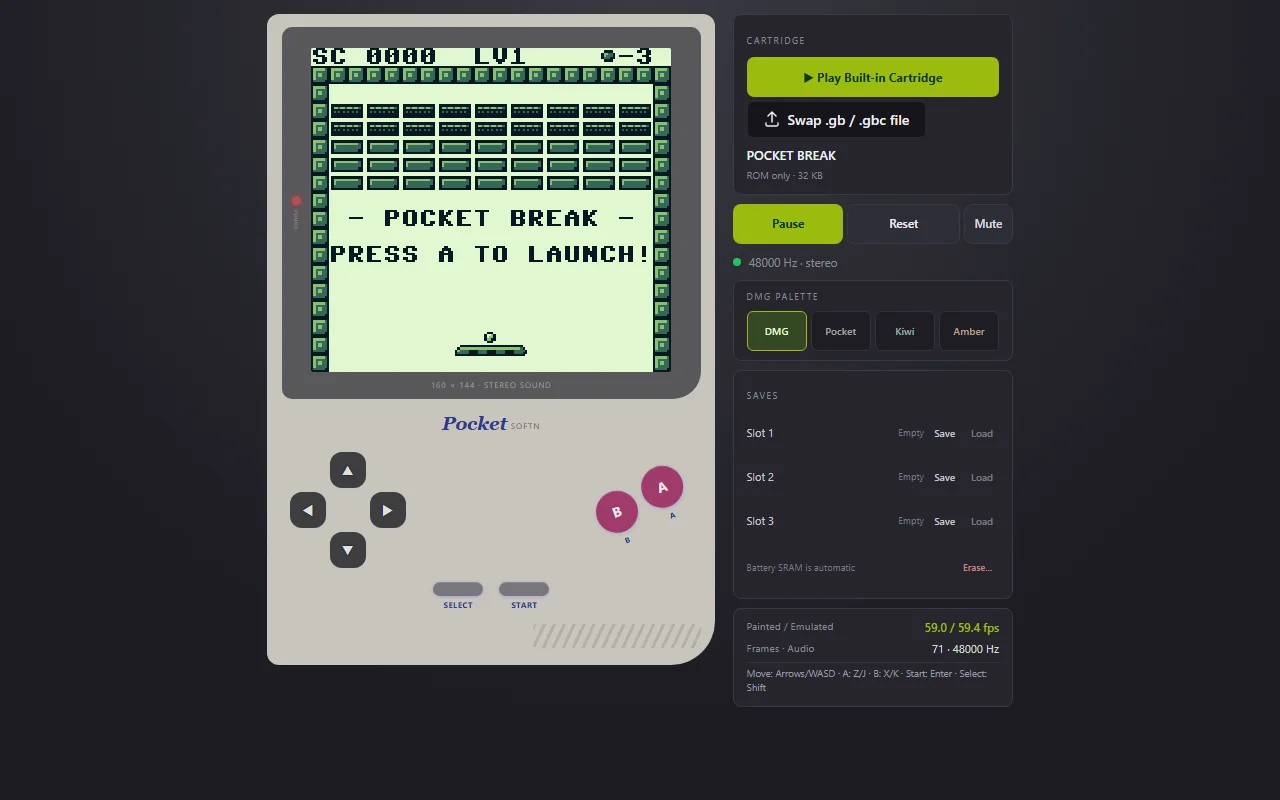 SC 0000 LV1 -3
- POCKET BREAK -
PRESS A TO LAUNCH!
POWER
160 × 144 · STEREO SOUND
Pocket SOFTN
A
B
A
B
SELECT
START
CARTRIDGE
▶ Play Built-in Cartridge
Swap .gb / .gbc file
POCKET BREAK
ROM only · 32 KB
Pause
Reset
Mute
48000 Hz · stereo
DMG PALETTE
DMG
Pocket
Kiwi
Amber
SAVES
Slot 1 Empty Save Load
Slot 2 Empty Save Load
Slot 3 Empty Save Load
Battery SRAM is automatic Erase...
Painted / Emulated 59.0 / 59.4 fps
Frames · Audio 71 · 48000 Hz
Move: Arrows/WASD · A: Z/J · B: X/K · Start: Enter · Select:
Shift